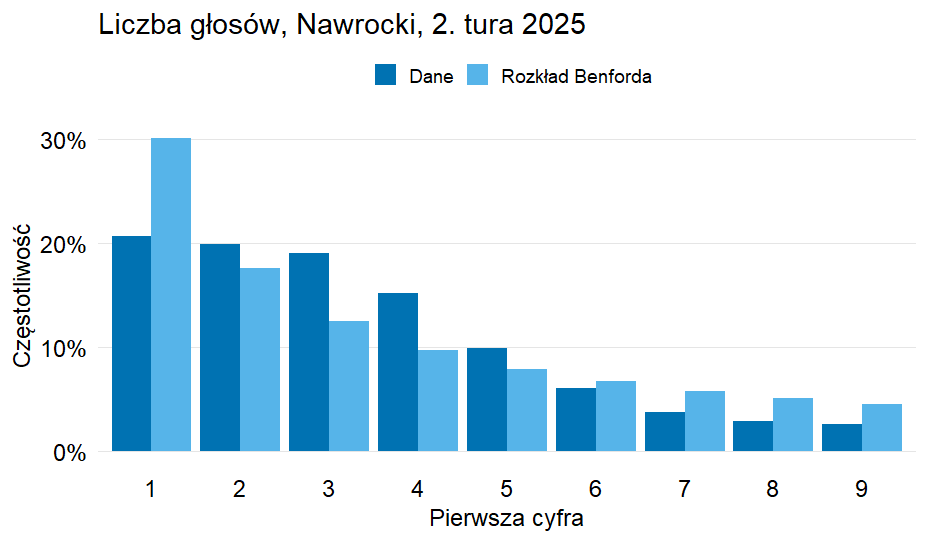 Liczba głosów, Nawrocki, 2. tura 2025
Dane Rozkład Benforda
30%
20%
10%
0%
Częstotliwość
1 2 3 4 5 6 7 8 9
Pierwsza cyfra